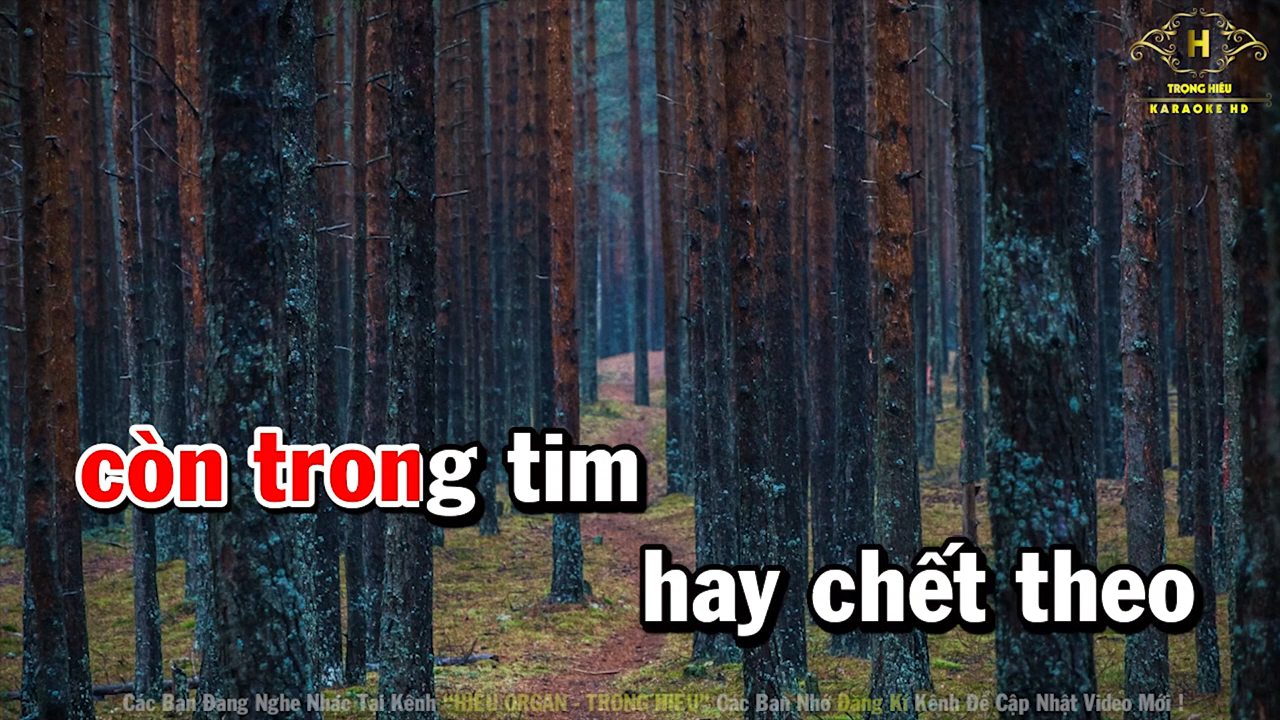 H
TRỌNG HIẾU
KARAOKE HD
còn trong tim
hay chết theo
Các Bạn Đang Nghe Nhạc Tại Kênh "HIẾU ORGAN - TRỌNG HIẾU" Các Bạn Nhớ Đăng Kí Kênh Để Cập Nhật Video Mới !